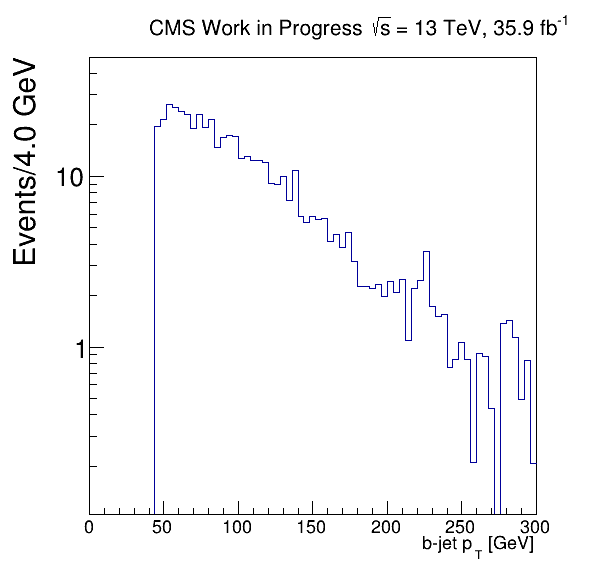 CMS Work in Progress √s = 13 TeV, 35.9 fb-1
Events/4.0 GeV
10
1
0 50 100 150 200 250 300
b-jet pT [GeV]